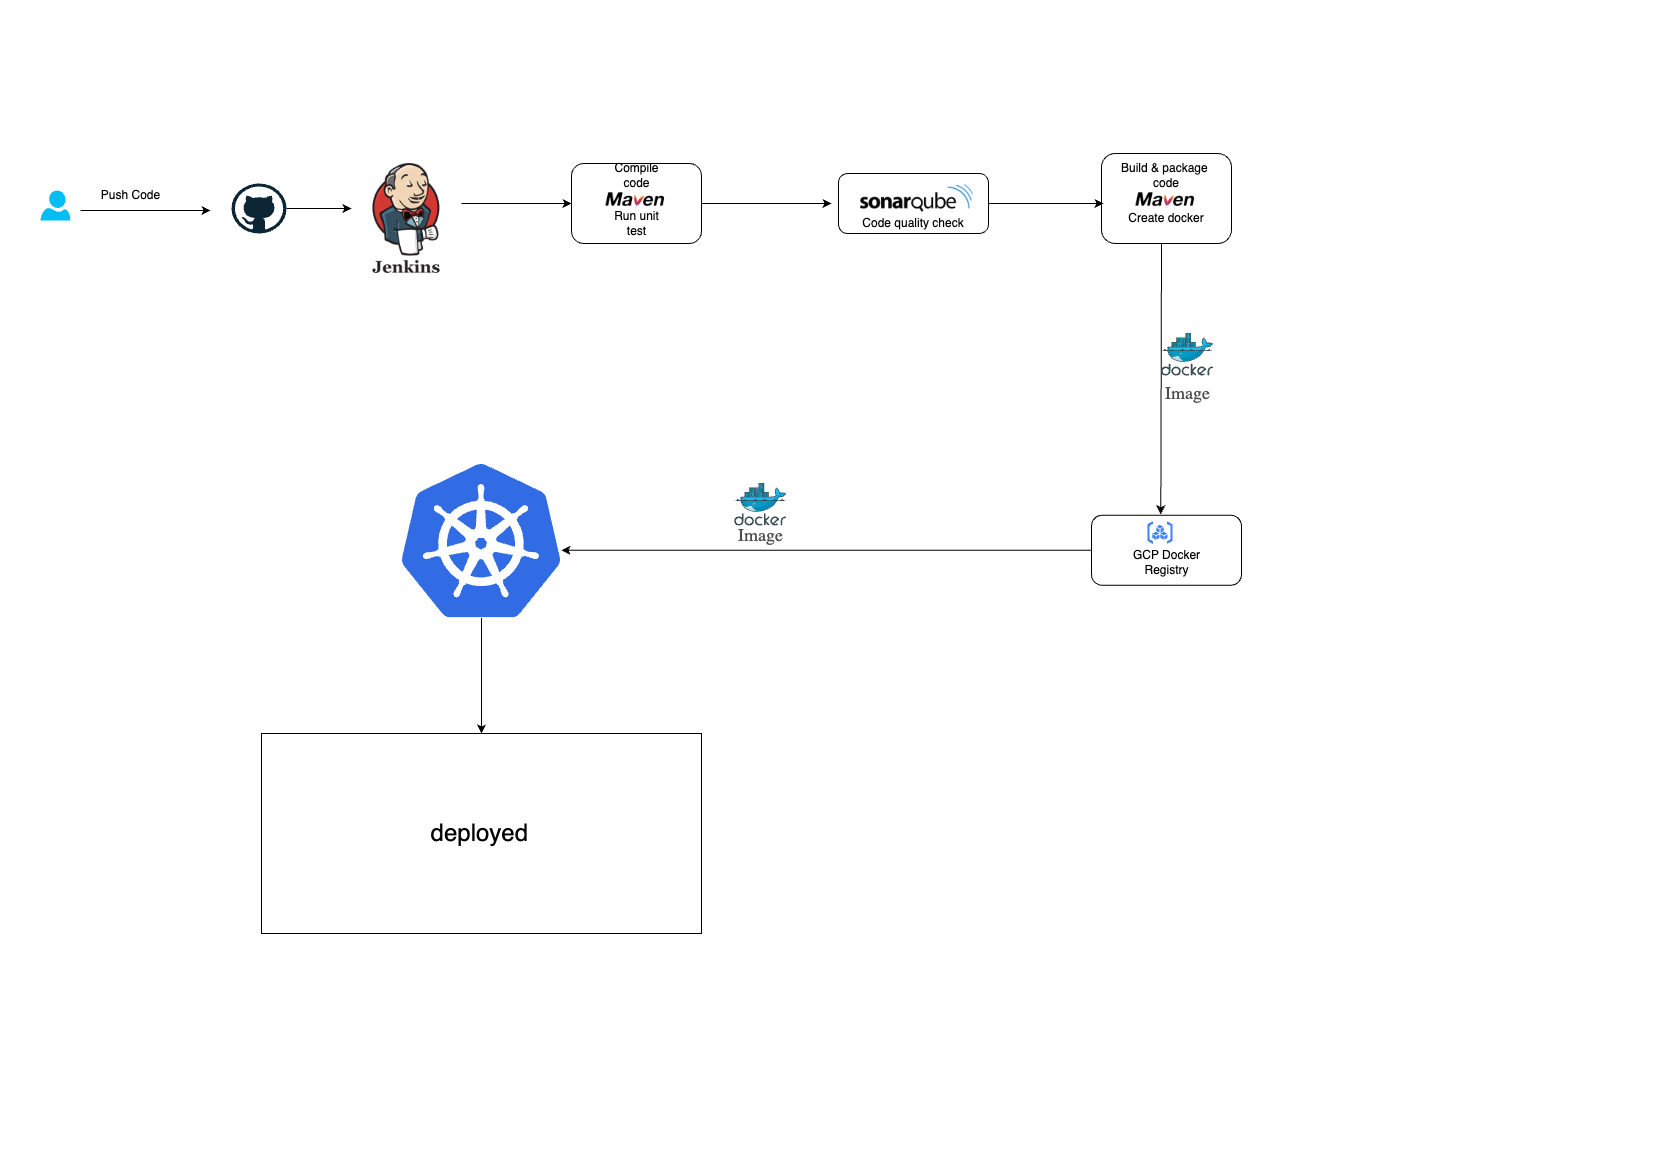 Push Code
Jenkins
Compile
code
Maven
Run unit
test
sonarqube
Code quality check
Build & package
code
Maven
Create docker
docker
Image
docker
Image
GCP Docker
Registry
deployed